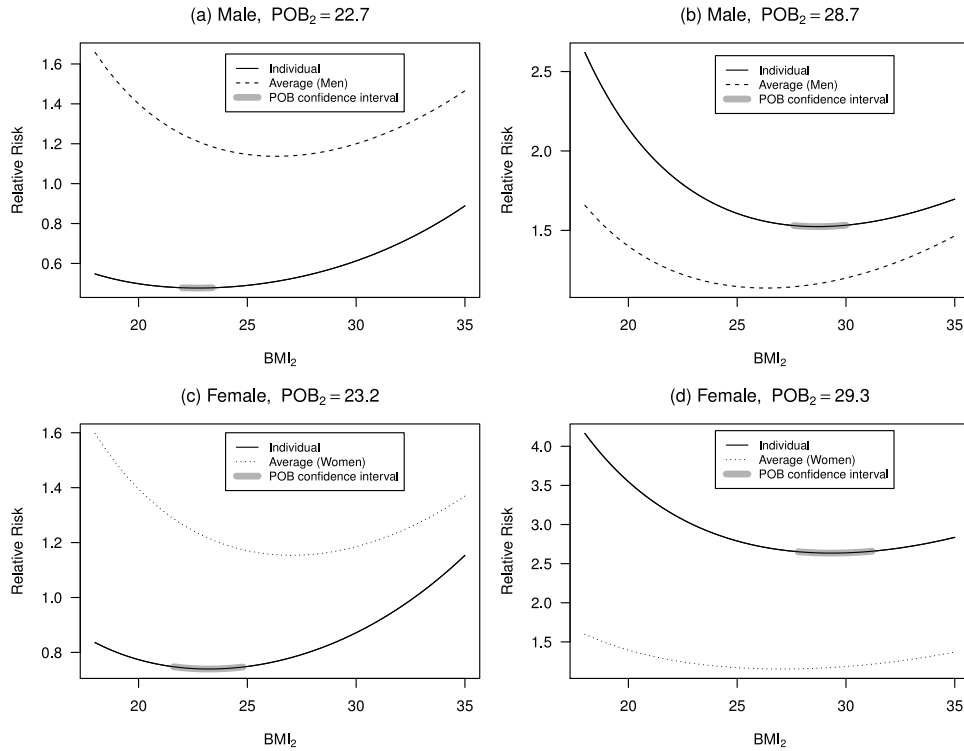 (a) Male, POB₂ = 22.7
Individual
Average (Men)
POB confidence interval
Relative Risk
1.6
1.4
1.2
1.0
0.8
0.6
20 25 30 35
BMI₂
(b) Male, POB₂ = 28.7
Individual
Average (Men)
POB confidence interval
Relative Risk
2.5
2.0
1.5
20 25 30 35
BMI₂
(c) Female, POB₂ = 23.2
Individual
Average (Women)
POB confidence interval
Relative Risk
1.6
1.4
1.2
1.0
0.8
20 25 30 35
BMI₂
(d) Female, POB₂ = 29.3
Individual
Average (Women)
POB confidence interval
Relative Risk
4.0
3.5
3.0
2.5
2.0
1.5
20 25 30 35
BMI₂